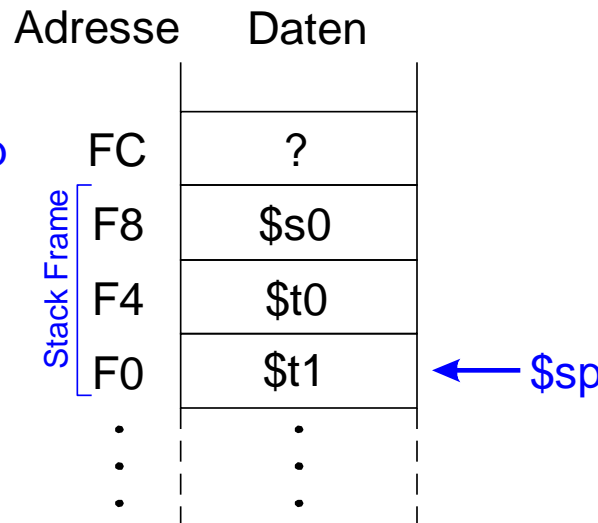 Adresse Daten
FC ?
Stack Frame
F8 $s0
F4 $t0
F0 $t1 $sp